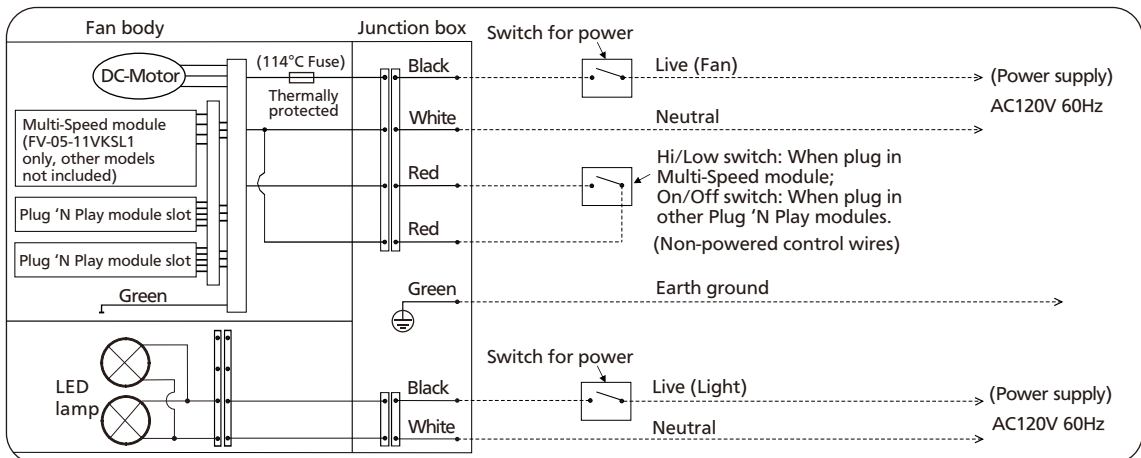 Fan body
Junction box
Switch for power
DC-Motor
(114°C Fuse)
Thermally
protected
Black
Live (Fan)
(Power supply)
AC120V 60Hz
White
Neutral
Multi-Speed module
(FV-05-11VKSL1
only, other models
not included)
Red
Hi/Low switch: When plug in
Multi-Speed module;
On/Off switch: When plug in
other Plug 'N Play modules.
(Non-powered control wires)
Plug 'N Play module slot
Red
Plug 'N Play module slot
Green
Green
Earth ground
Switch for power
LED
lamp
Black
Live (Light)
(Power supply)
AC120V 60Hz
White
Neutral